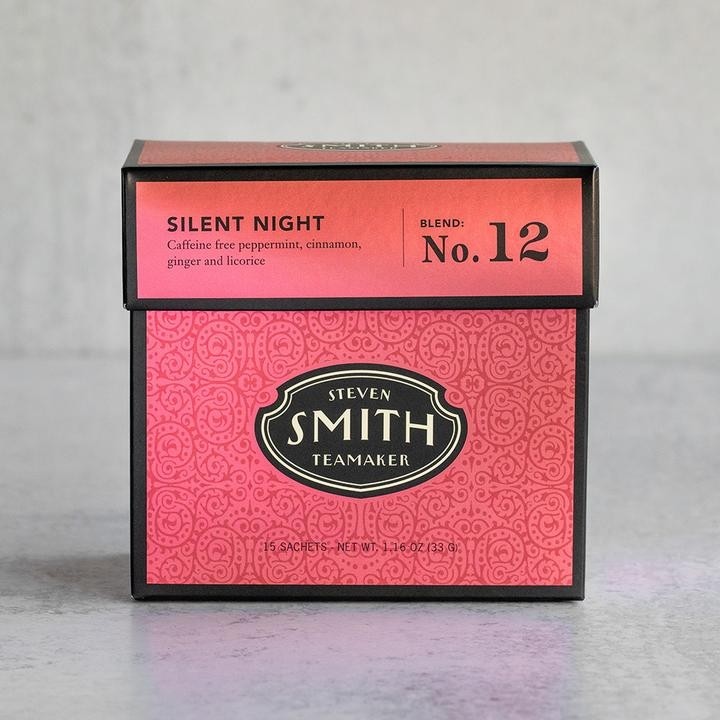 SMITH
SILENT NIGHT
Caffeine free peppermint, cinnamon,
ginger and licorice
BLEND:
No. 12
STEVEN
SMITH
TEAMAKER
15 SACHETS - NET WT. 1.16 OZ (33 G)